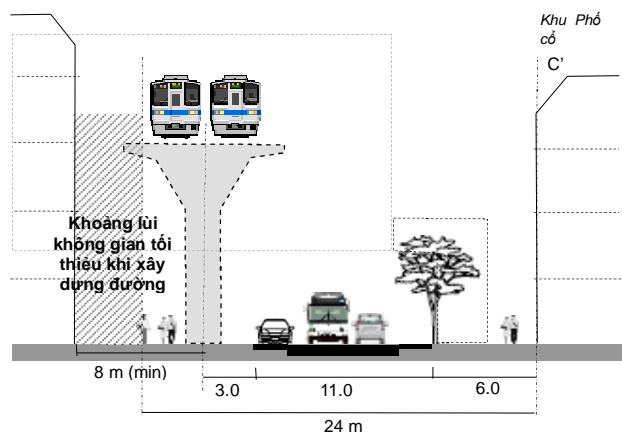 Khu Phố
cổ
C'
Khoảng lùi
không gian tối
thiểu khi xây
dựng đường
8 m (min)
3.0
11.0
6.0
24 m